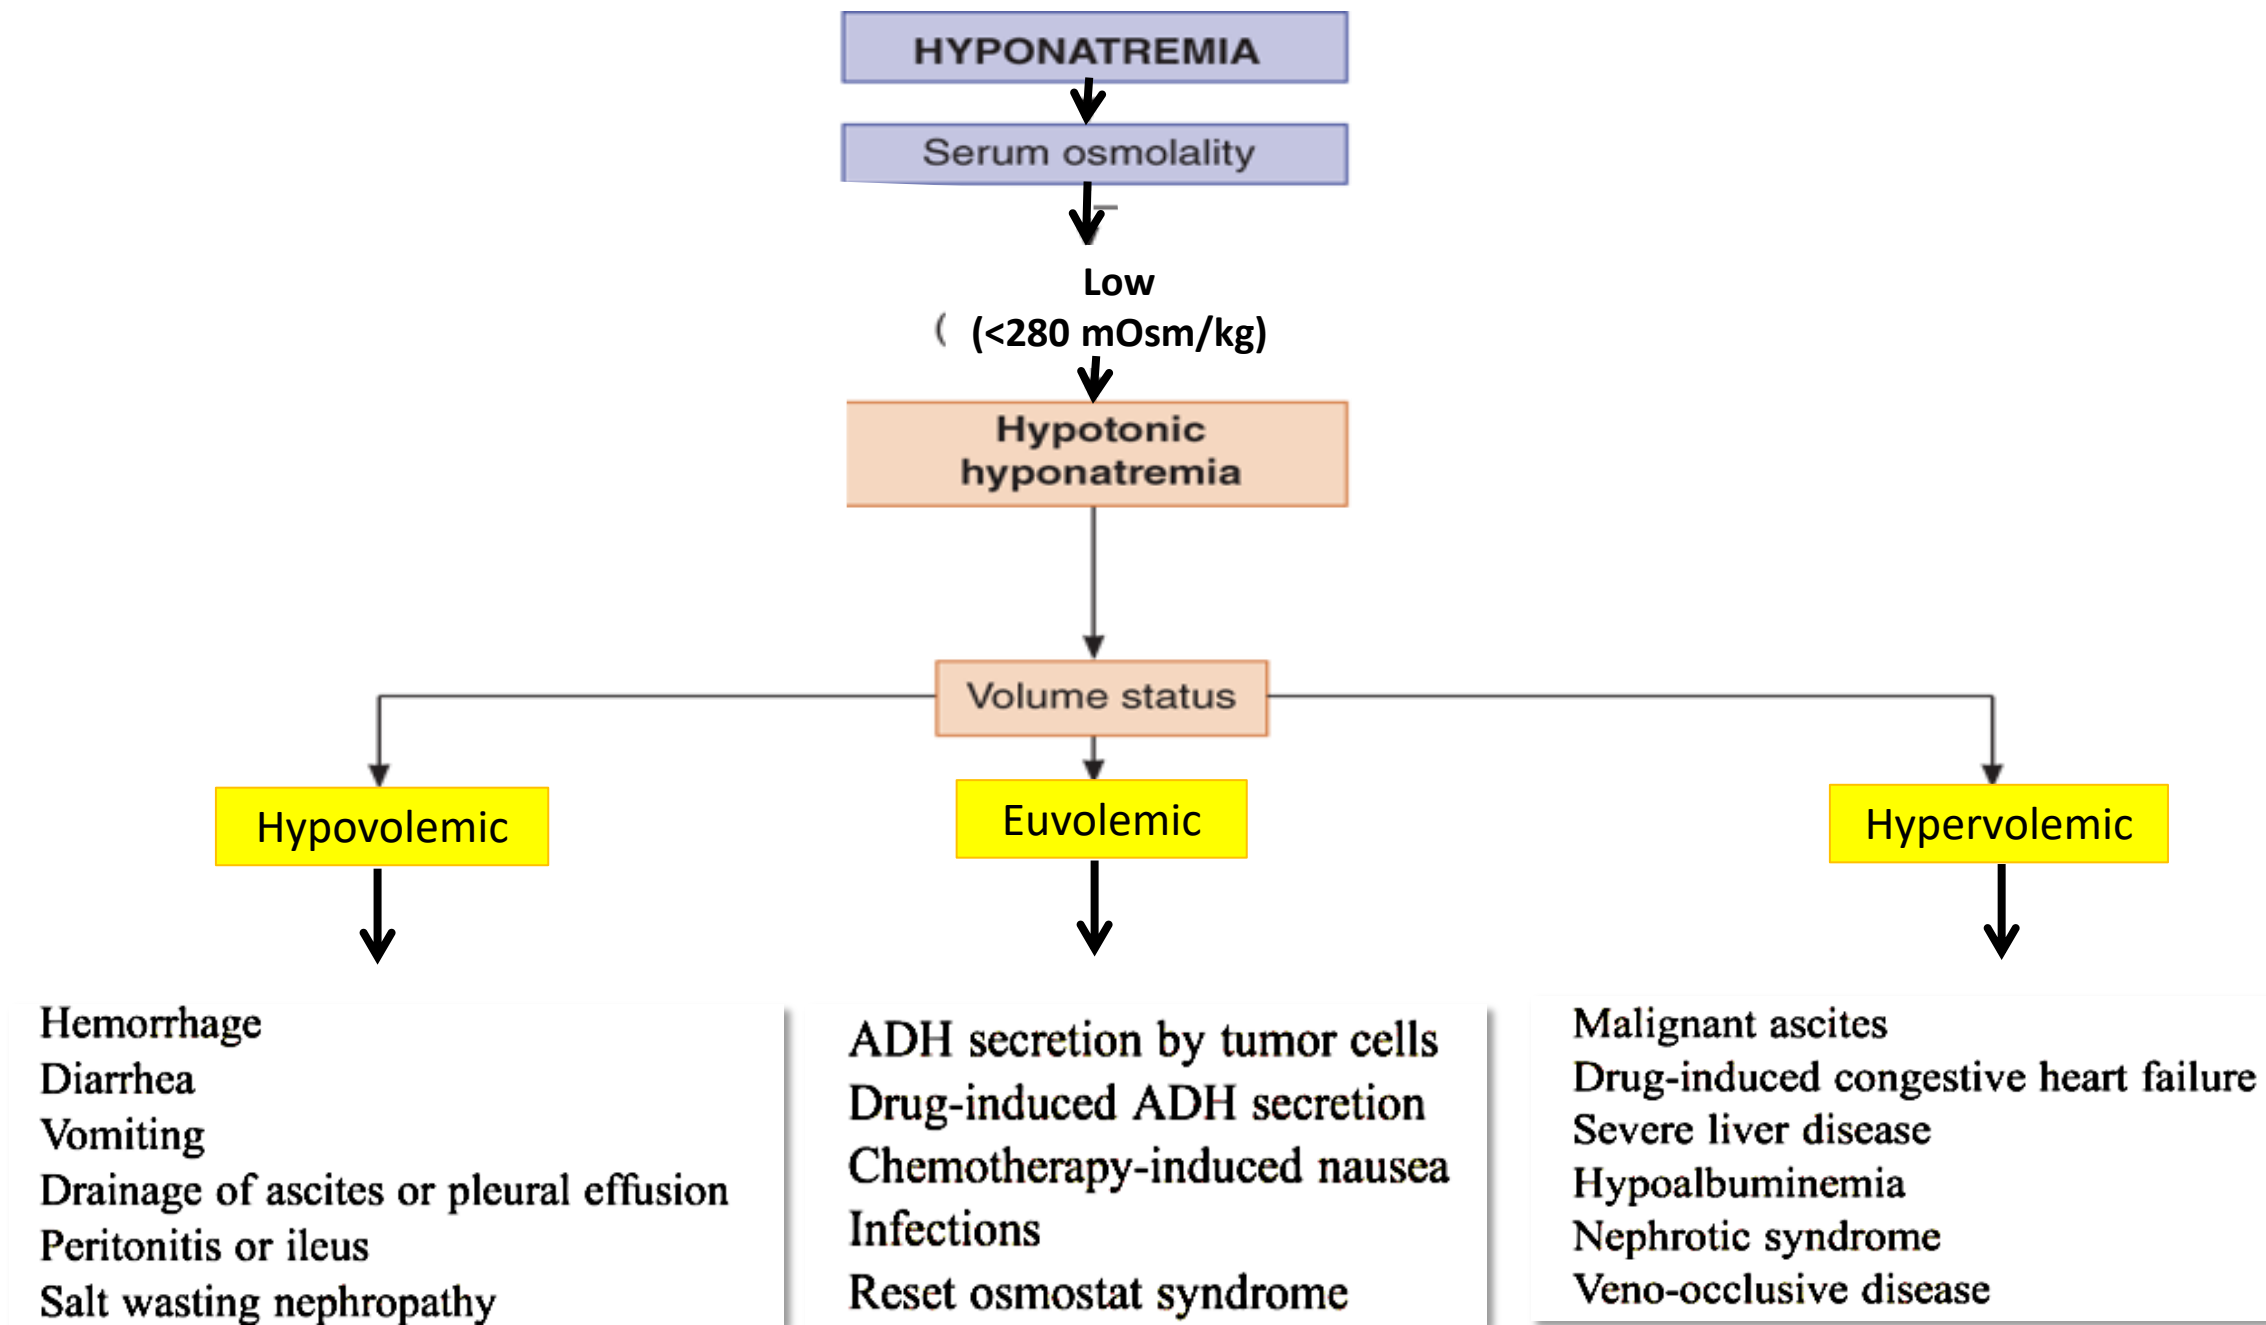 HYPONATREMIA
Serum osmolality
Low
( (<280 mOsm/kg)
Hypotonic
hyponatremia
Volume status
Hypovolemic
Euvolemic
Hypervolemic
Hemorrhage
Diarrhea
Vomiting
Drainage of ascites or pleural effusion
Peritonitis or ileus
Salt wasting nephropathy
ADH secretion by tumor cells
Drug-induced ADH secretion
Chemotherapy-induced nausea
Infections
Reset osmostat syndrome
Malignant ascites
Drug-induced congestive heart failure
Severe liver disease
Hypoalbuminemia
Nephrotic syndrome
Veno-occlusive disease